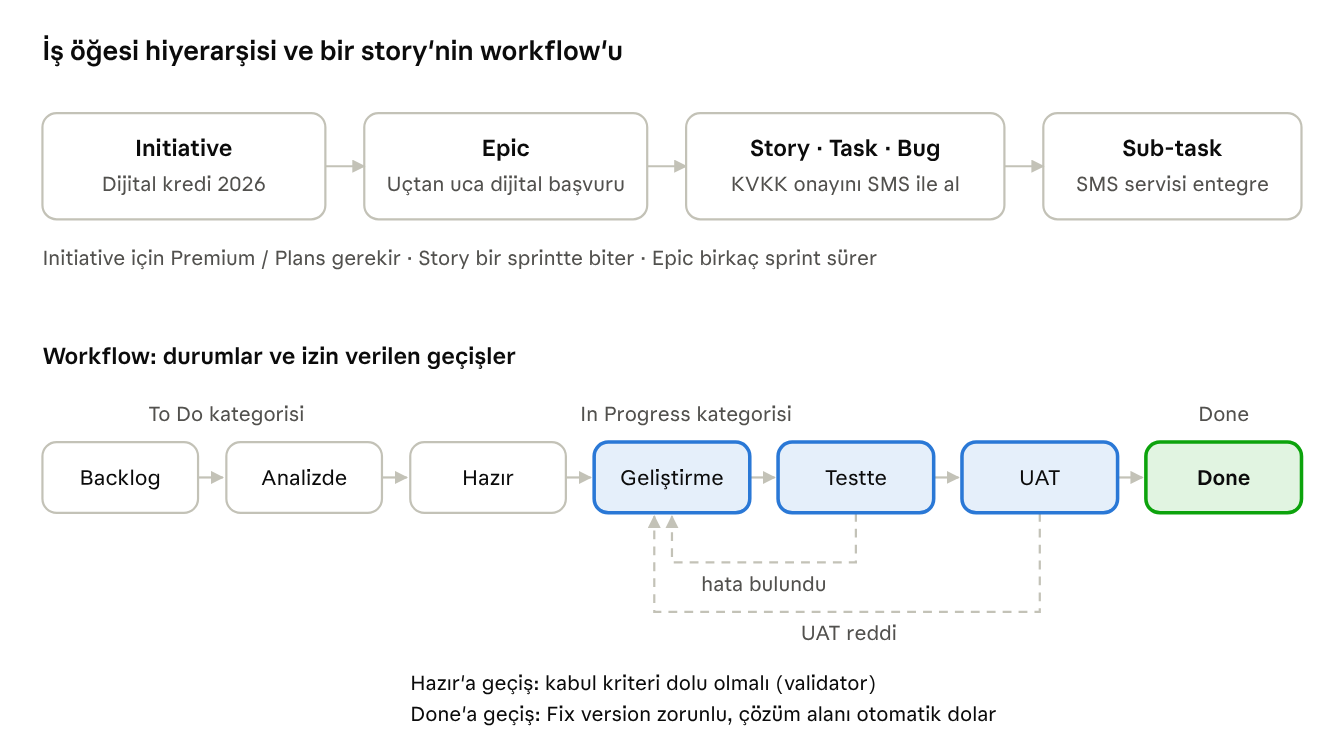 İş öğesi hiyerarşisi ve bir story'nin workflow'u
Initiative
Dijital kredi 2026
Epic
Uçtan uca dijital başvuru
Story · Task · Bug
KVKK onayını SMS ile al
Sub-task
SMS servisi entegre
Initiative için Premium / Plans gerekir · Story bir sprintte biter · Epic birkaç sprint sürer
Workflow: durumlar ve izin verilen geçişler
To Do kategorisi
In Progress kategorisi
Done
Backlog
Analizde
Hazır
Geliştirme
Testte
UAT
Done
hata bulundu
UAT reddi
Hazır'a geçiş: kabul kriteri dolu olmalı (validator)
Done'a geçiş: Fix version zorunlu, çözüm alanı otomatik dolar